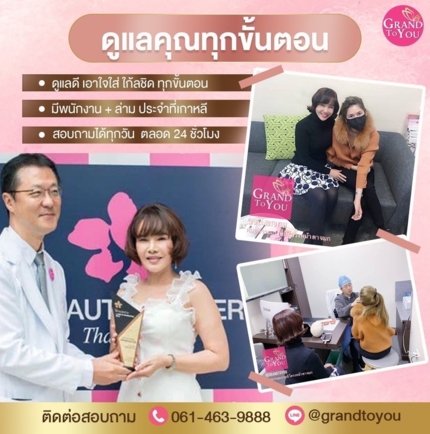 ดูแลคุณทุกขั้นตอน
GRAND
TO YOU
• ดูแลดี เอาใจใส่ ใกล้ชิด ทุกขั้นตอน
• มีพนักงาน + ล่าม ประจำที่เกาหลี
• สอบถามได้ทุกวัน ตลอด 24 ชั่วโมง
GRAND
TO YOU
GRAND
TO YOU
ติดต่อสอบถาม 061-463-9888 LINE @grandtoyou